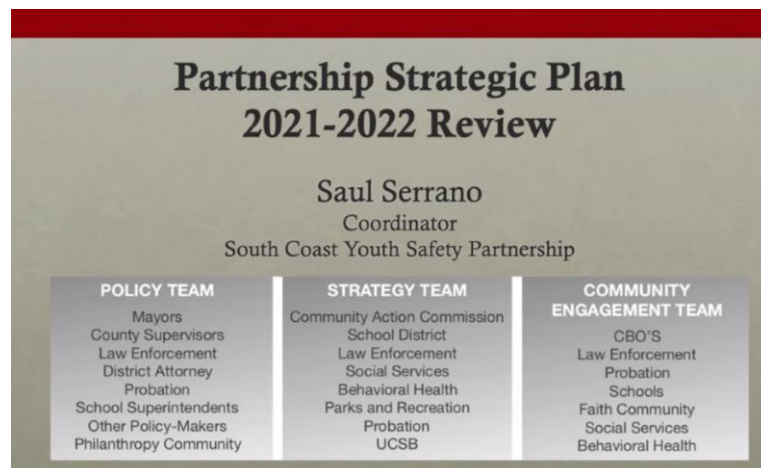 Partnership Strategic Plan
2021-2022 Review
Saul Serrano
Coordinator
South Coast Youth Safety Partnership
POLICY TEAM
Mayors
County Supervisors
Law Enforcement
District Attorney
Probation
School Superintendents
Other Policy-Makers
Philanthropy Community
STRATEGY TEAM
Community Action Commission
School District
Law Enforcement
Social Services
Behavioral Health
Parks and Recreation
Probation
UCSB
COMMUNITY
ENGAGEMENT TEAM
CBO'S
Law Enforcement
Probation
Schools
Faith Community
Social Services
Behavioral Health